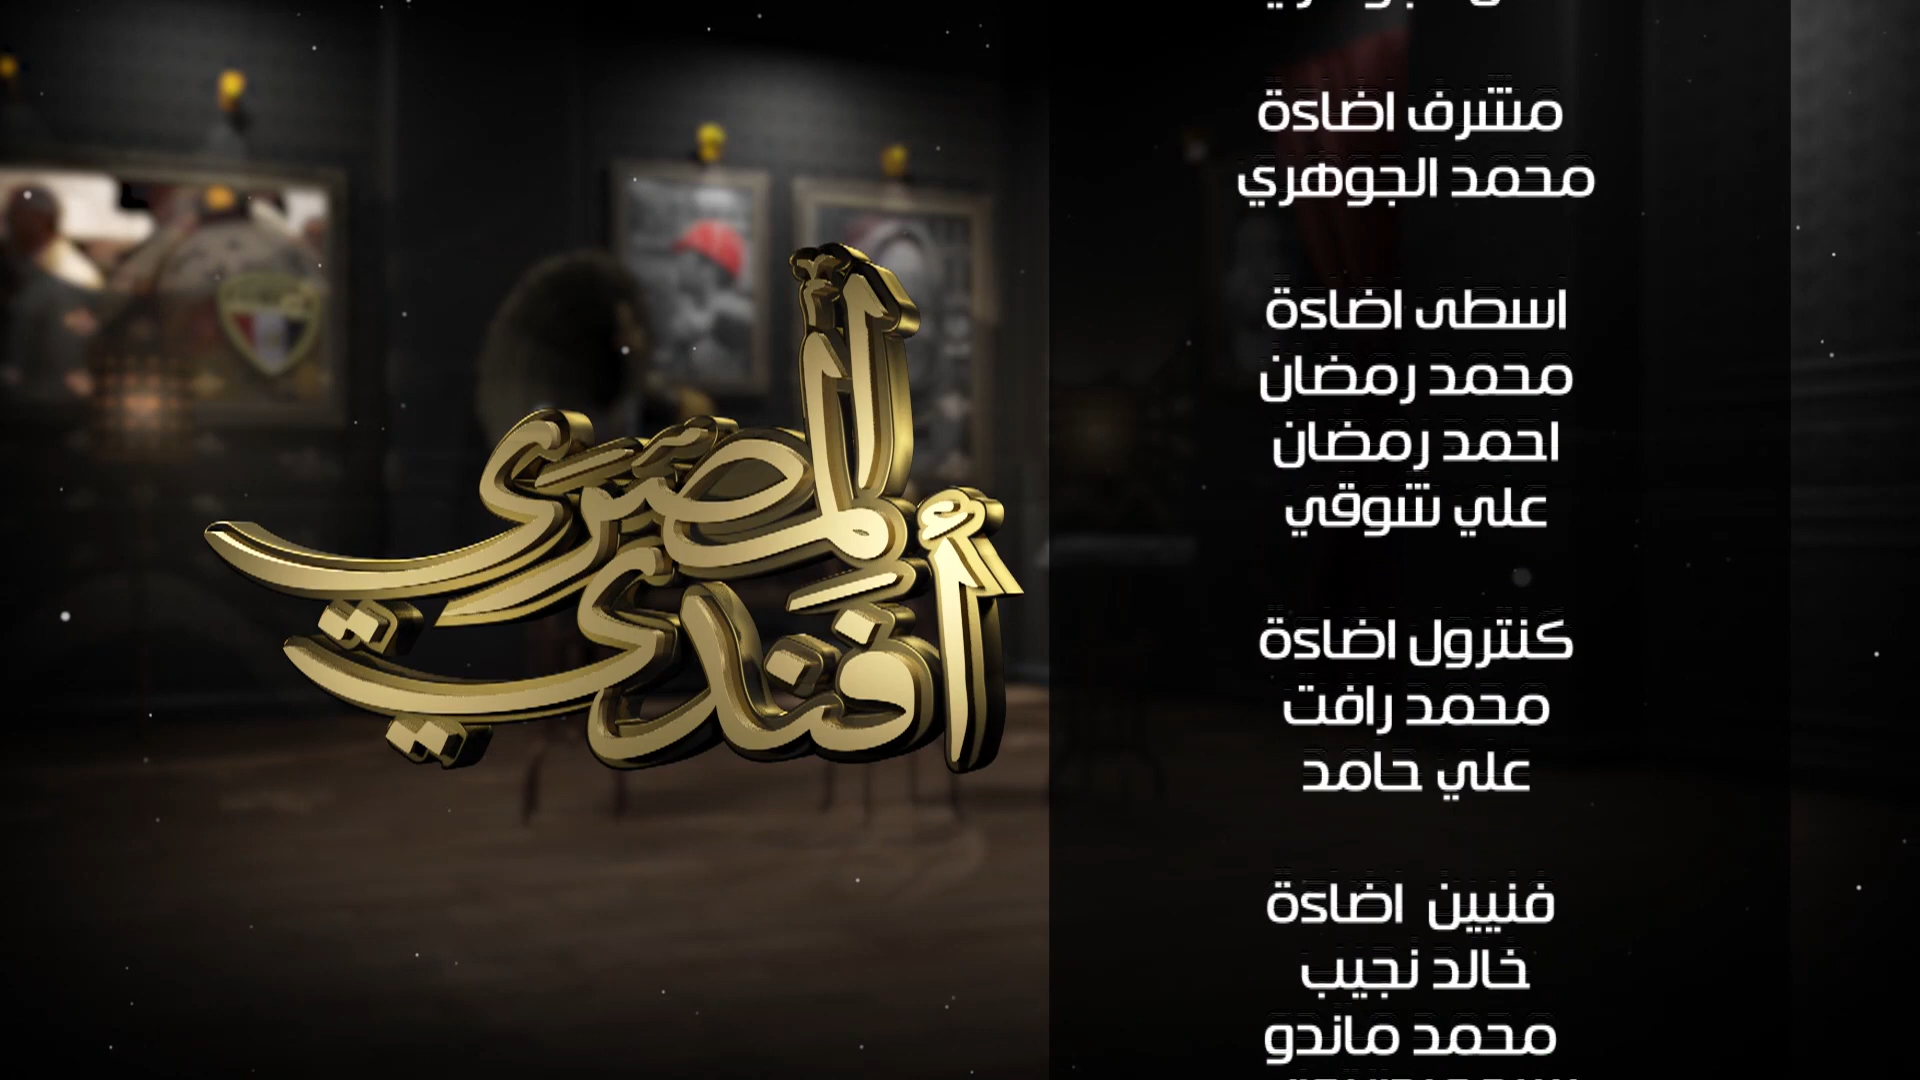 المصري
أفندي
مشرف اضاءة
محمد الجوهري
اسطى اضاءة
محمد رمضان
احمد رمضان
علي شوقي
كنترول اضاءة
محمد رافت
علي حامد
فنيين اضاءة
خالد نجيب
محمد ماندو